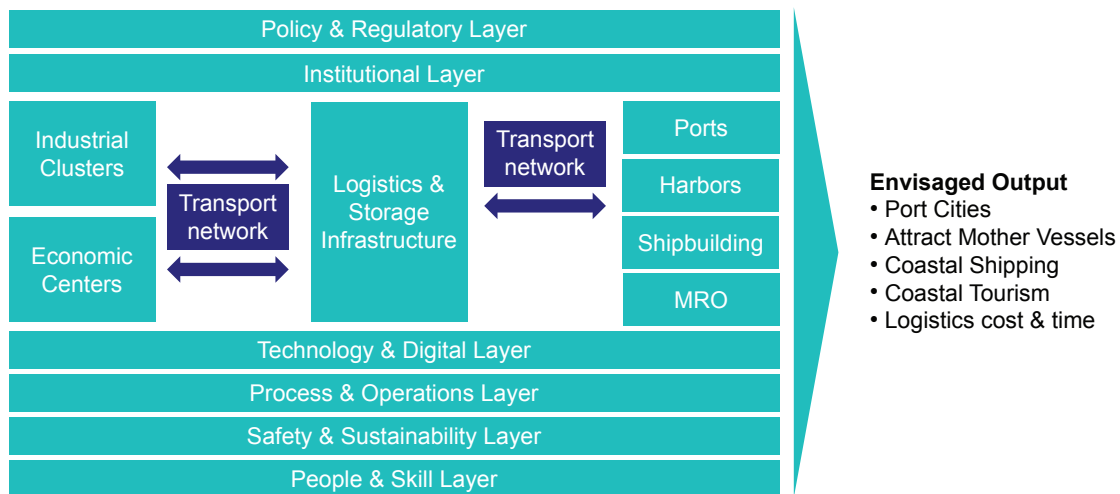 Policy & Regulatory Layer
Institutional Layer
Industrial
Clusters
Economic
Centers
Transport
network
Logistics &
Storage
Infrastructure
Transport
network
Ports
Harbors
Shipbuilding
MRO
Technology & Digital Layer
Process & Operations Layer
Safety & Sustainability Layer
People & Skill Layer
Envisaged Output
• Port Cities
• Attract Mother Vessels
• Coastal Shipping
• Coastal Tourism
• Logistics cost & time